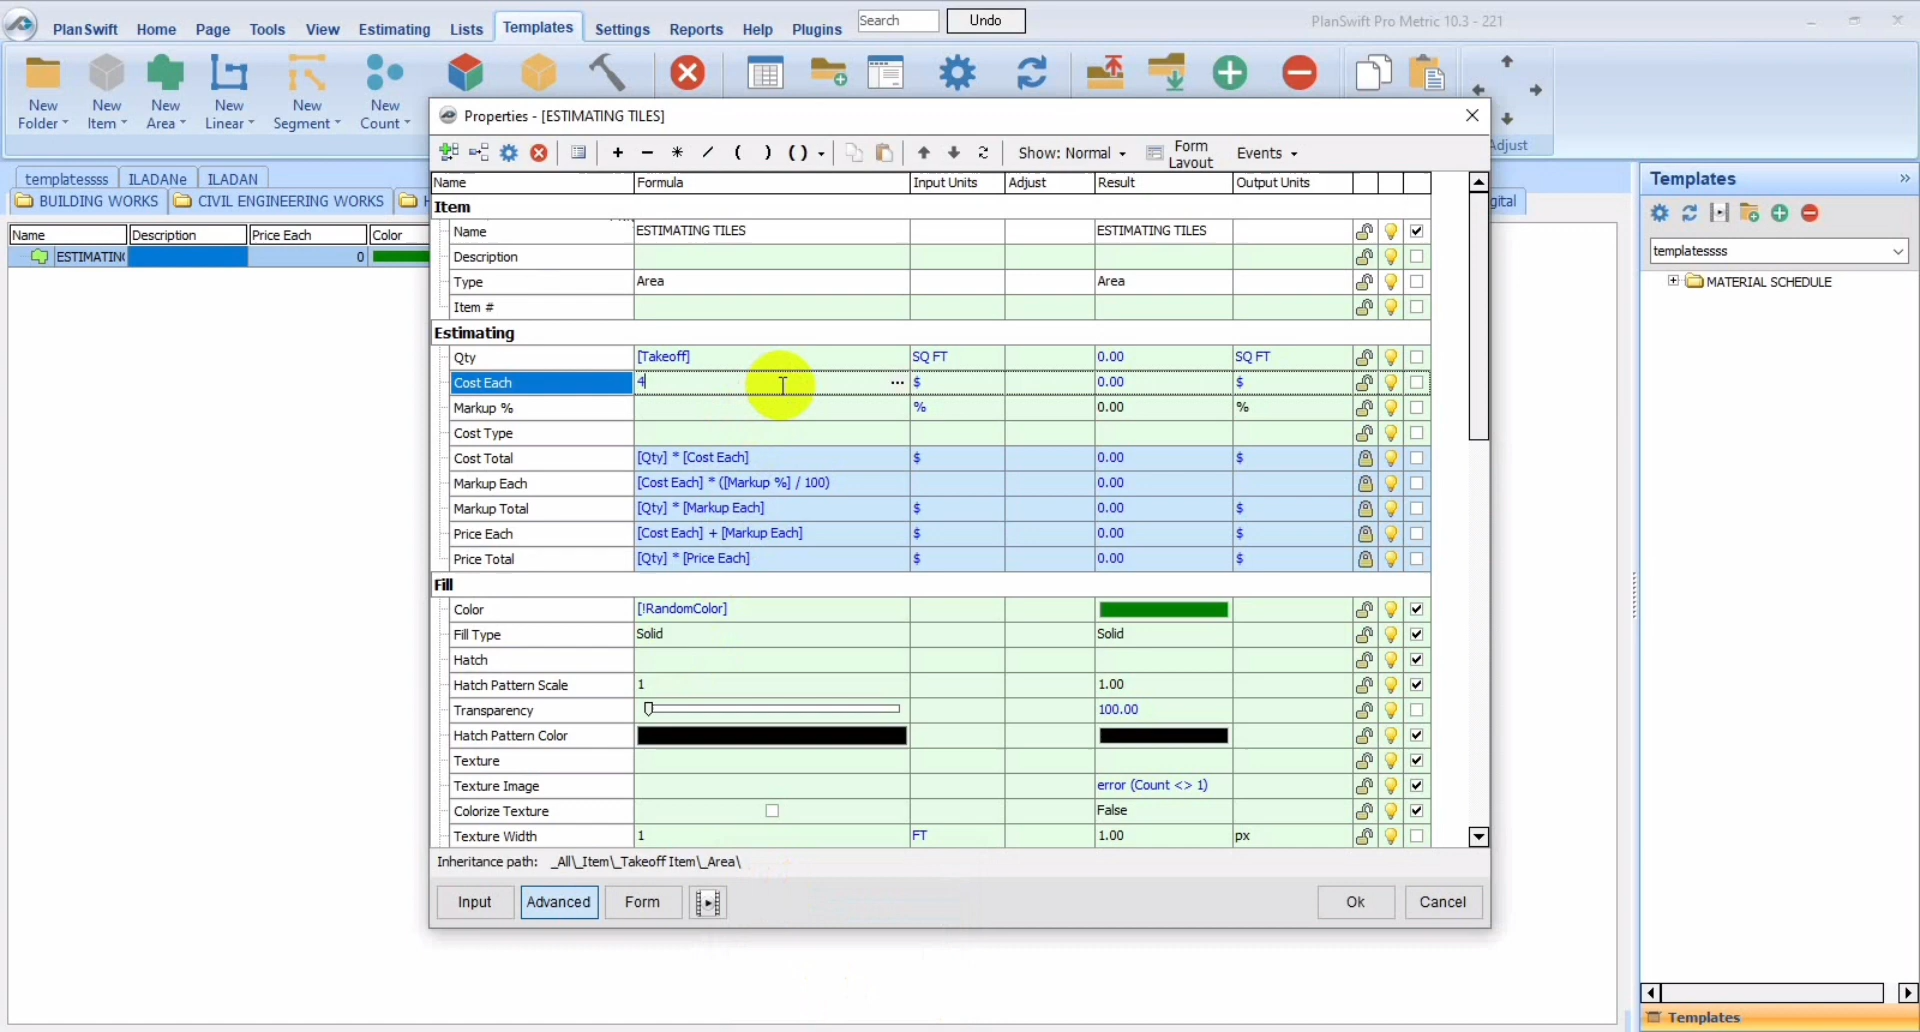 PlanSwift Home Page Tools View Estimating Lists Templates Settings Reports Help Plugins Search Undo PlanSwift Pro Metric 10.3 - 221
New Folder
New Item
New Area
New Linear
New Segment
New Count
Adjust
Properties - [ESTIMATING TILES]
+ − * / ( ) () Show: Normal Form Layout Events
templatessss ILADANe ILADAN
BUILDING WORKS CIVIL ENGINEERING WORKS
Name Description Price Each Color
ESTIMATIN 0
Name Formula Input Units Adjust Result Output Units
Item
Name ESTIMATING TILES ESTIMATING TILES
Description
Type Area Area
Item #
Estimating
Qty [Takeoff] SQ FT 0.00 SQ FT
Cost Each 4 ... $ 0.00 $
Markup % % 0.00 %
Cost Type
Cost Total [Qty] * [Cost Each] $ 0.00 $
Markup Each [Cost Each] * ([Markup %] / 100) 0.00
Markup Total [Qty] * [Markup Each] $ 0.00 $
Price Each [Cost Each] + [Markup Each] $ 0.00 $
Price Total [Qty] * [Price Each] $ 0.00 $
Fill
Color [!RandomColor]
Fill Type Solid Solid
Hatch
Hatch Pattern Scale 1 1.00
Transparency 100.00
Hatch Pattern Color
Texture
Texture Image error (Count <> 1)
Colorize Texture False
Texture Width 1 FT 1.00 px
Inheritance path: _All\_Item\_Takeoff Item\_Area\
Input Advanced Form Ok Cancel
Templates »
templatessss
MATERIAL SCHEDULE
Templates